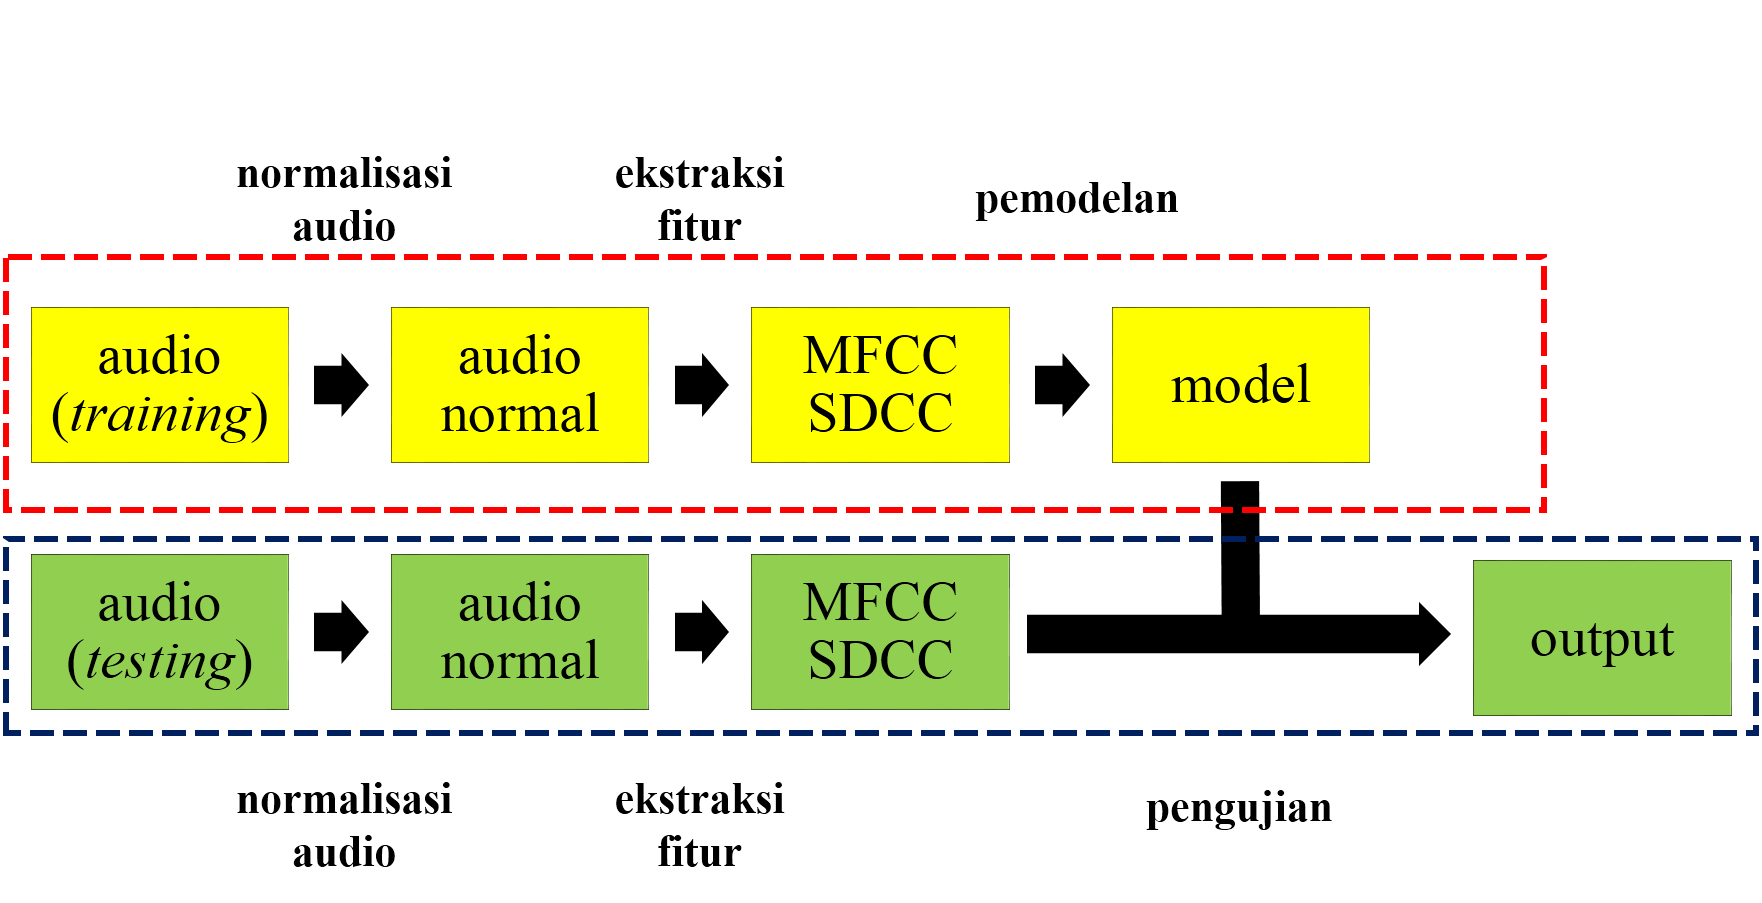 normalisasi
audio
ekstraksi
fitur
pemodelan
audio
(training)
audio
normal
MFCC
SDCC
model
audio
(testing)
audio
normal
MFCC
SDCC
output
normalisasi
audio
ekstraksi
fitur
pengujian